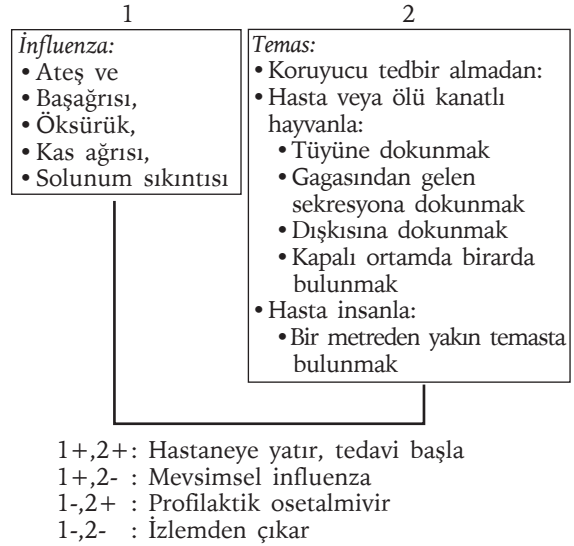 1
İnfluenza:
• Ateş ve
• Başağrısı,
• Öksürük,
• Kas ağrısı,
• Solunum sıkıntısı
2
Temas:
• Koruyucu tedbir almadan:
• Hasta veya ölü kanatlı
hayvanla:
• Tüyüne dokunmak
• Gagasından gelen
sekresyona dokunmak
• Dışkısına dokunmak
• Kapalı ortamda birarda
bulunmak
• Hasta insanla:
• Bir metreden yakın temasta
bulunmak
1+,2+: Hastaneye yatır, tedavi başla
1+,2- : Mevsimsel influenza
1-,2+ : Profilaktik osetalmivir
1-,2- : İzlemden çıkar